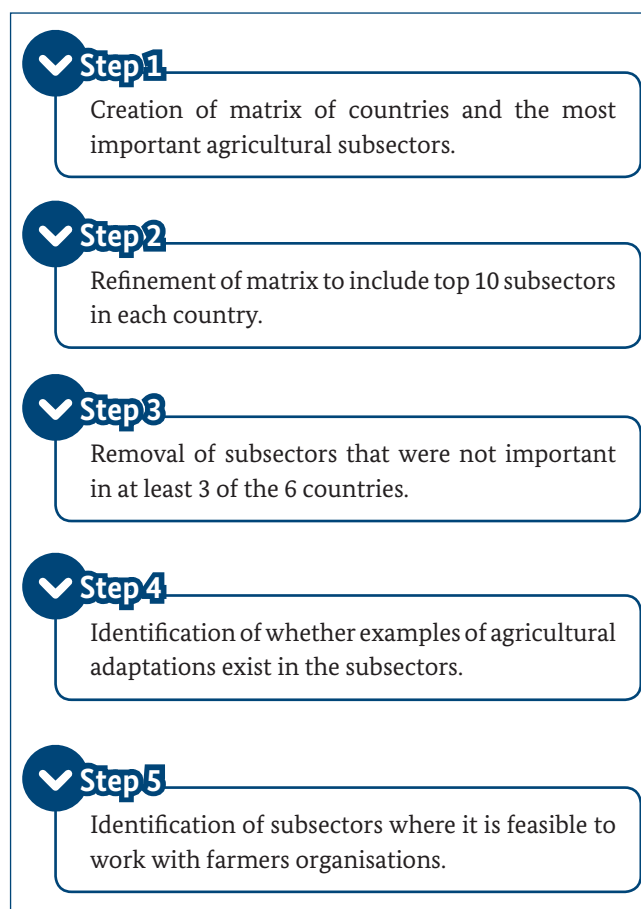 Step 1
Creation of matrix of countries and the most
important agricultural subsectors.
Step 2
Refinement of matrix to include top 10 subsectors
in each country.
Step 3
Removal of subsectors that were not important
in at least 3 of the 6 countries.
Step 4
Identification of whether examples of agricultural
adaptations exist in the subsectors.
Step 5
Identification of subsectors where it is feasible to
work with farmers organisations.